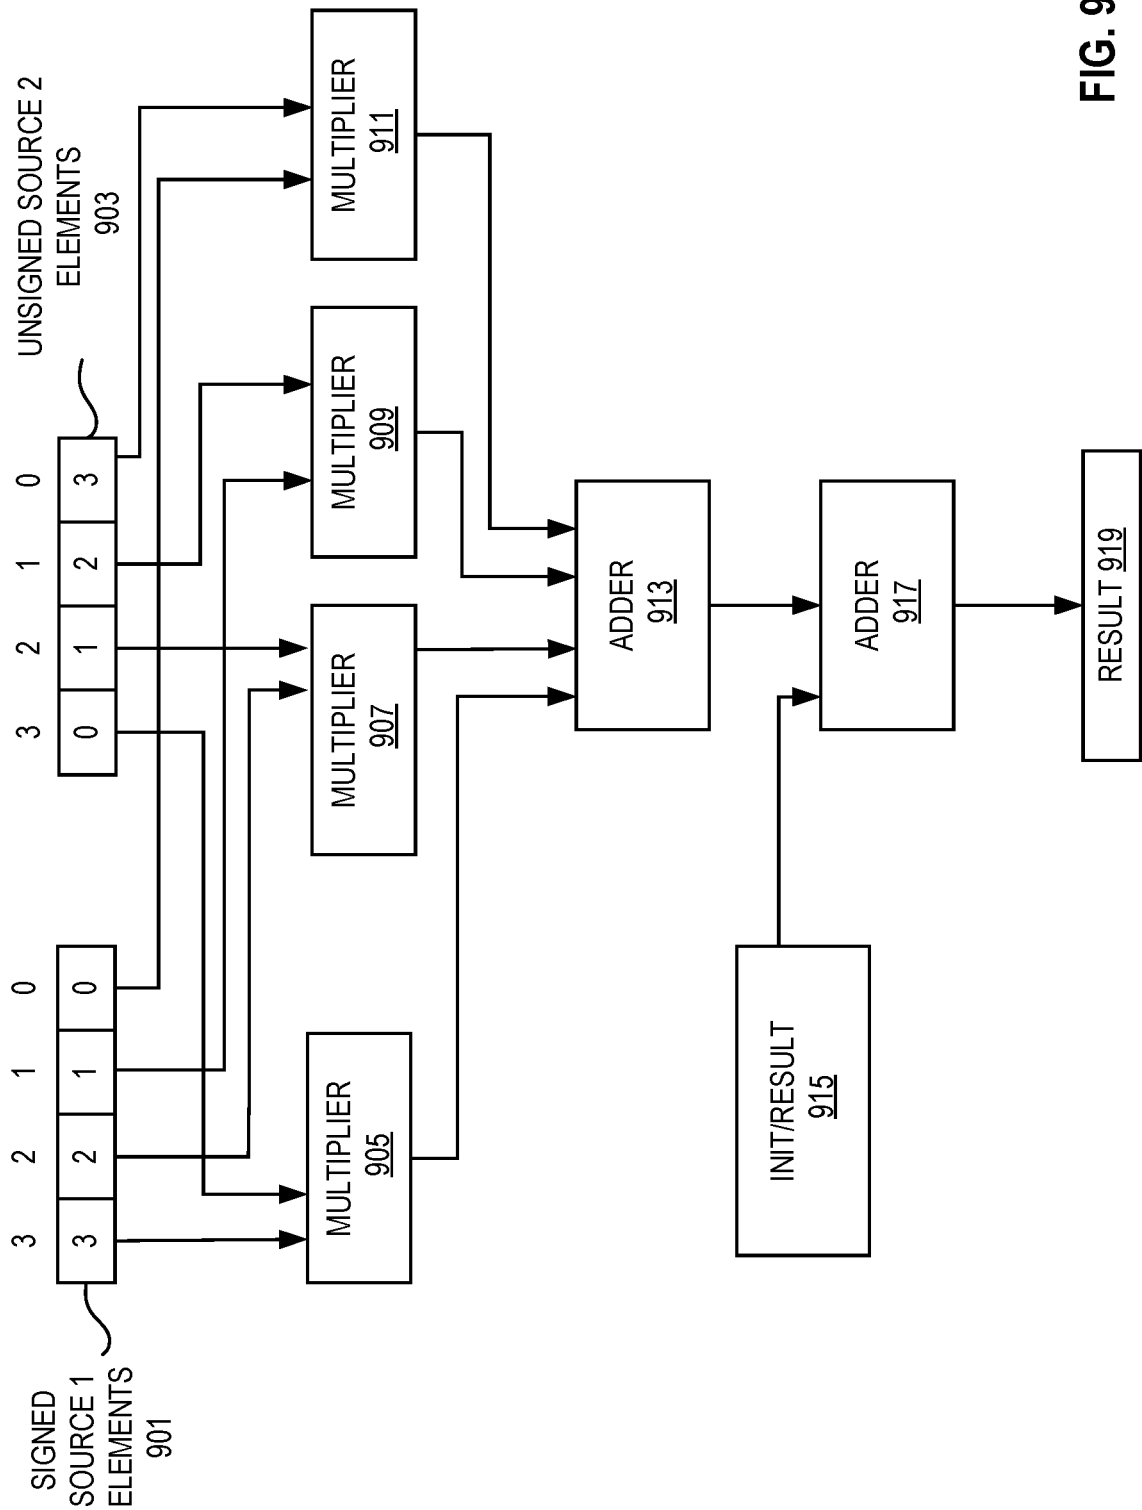 SIGNED
SOURCE 1
ELEMENTS
901
3 2 1 0
3 2 1 0
UNSIGNED SOURCE 2
ELEMENTS
903
3 2 1 0
0 1 2 3
MULTIPLIER
905
MULTIPLIER
907
MULTIPLIER
909
MULTIPLIER
911
ADDER
913
INIT/RESULT
915
ADDER
917
RESULT 919
FIG. 9